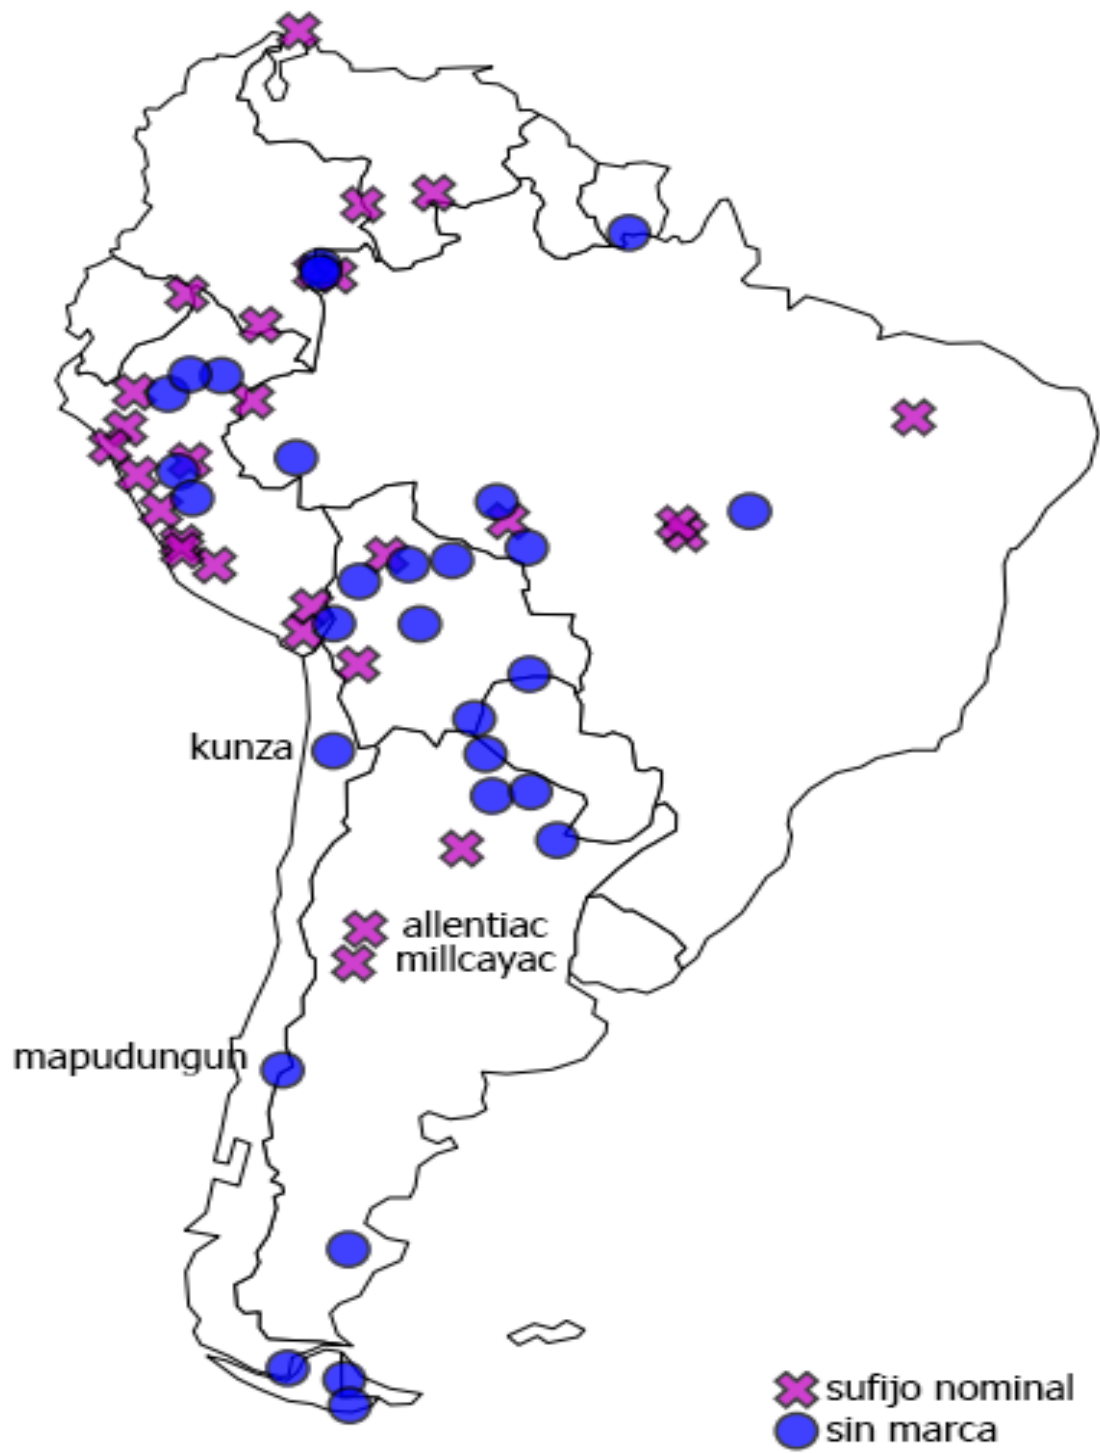 kunza
allentiac
millcayac
mapudungun
sufijo nominal
sin marca